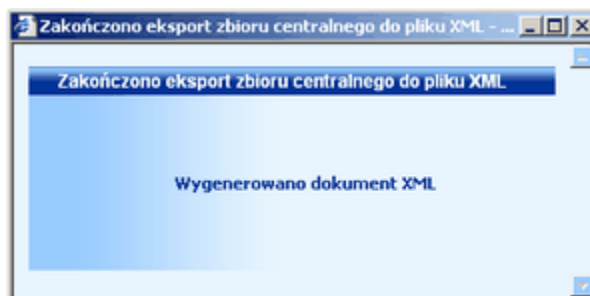 Zakończono eksport zbioru centralnego do pliku XML - ...
Zakończono eksport zbioru centralnego do pliku XML
Wygenerowano dokument XML